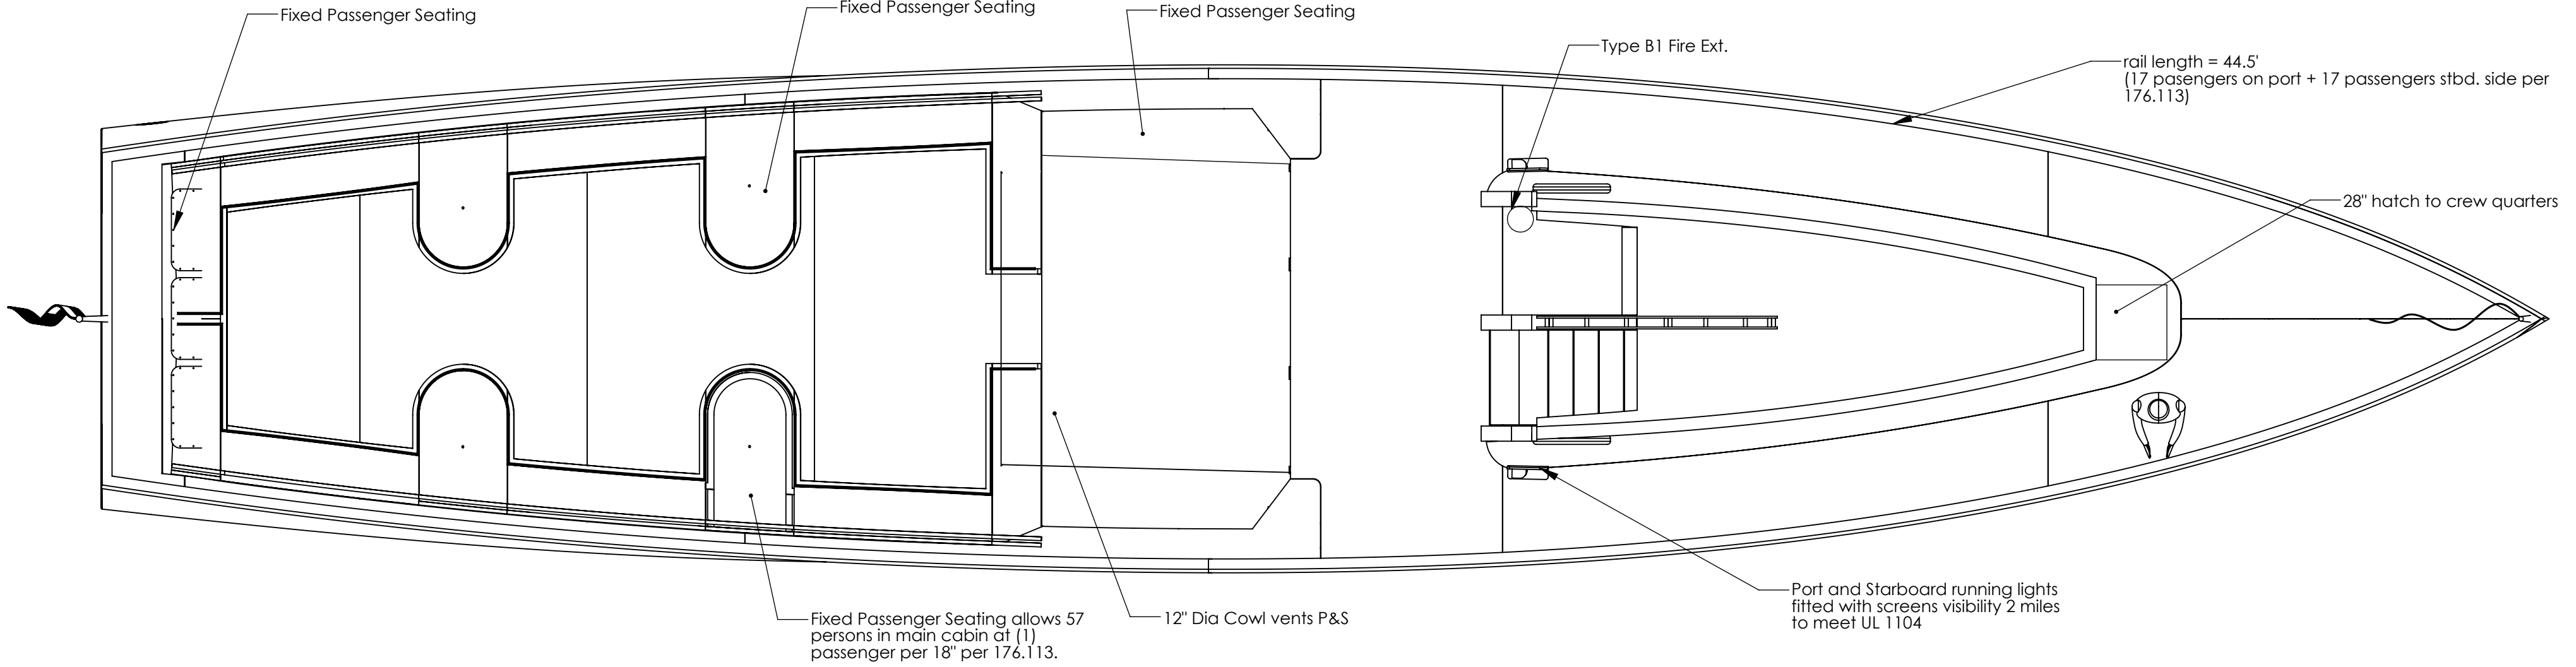 Fixed Passenger Seating
Fixed Passenger Seating
Fixed Passenger Seating
Type B1 Fire Ext.
rail length = 44.5'
(17 pasengers on port + 17 passengers stbd. side per
176.113)
28" hatch to crew quarters
Fixed Passenger Seating allows 57
persons in main cabin at (1)
passenger per 18" per 176.113.
12" Dia Cowl vents P&S
Port and Starboard running lights
fitted with screens visibility 2 miles
to meet UL 1104